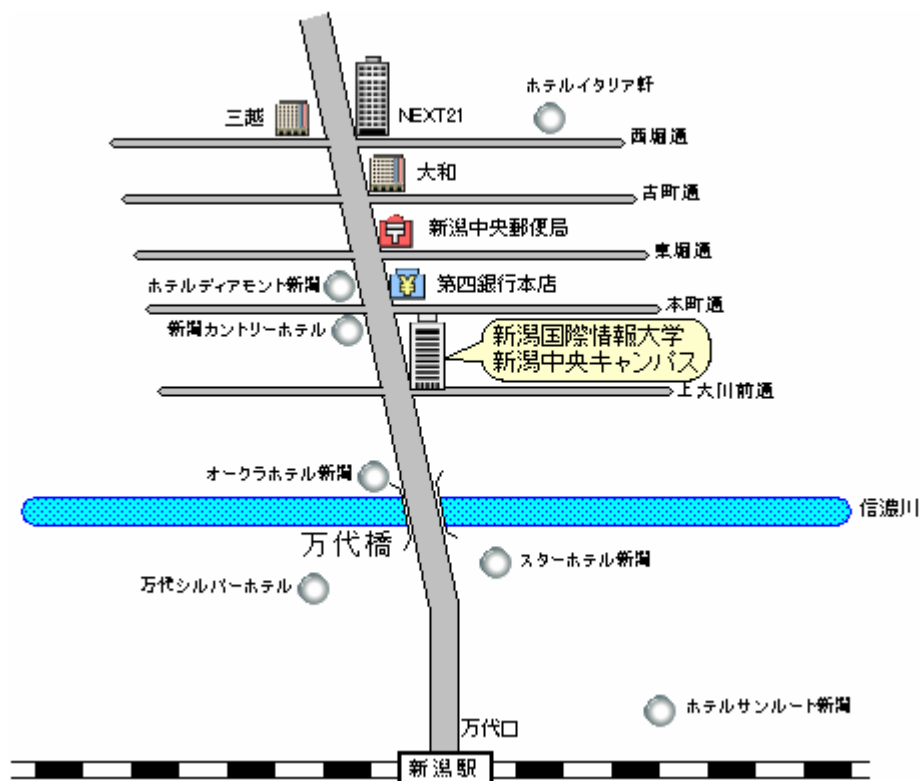 ホテルイタリア軒
三越
NEXT21
西堀通
大和
古町通
新潟中央郵便局
東堀通
ホテルディアモント新潟
第四銀行本店
本町通
新潟カントリーホテル
新潟国際情報大学
新潟中央キャンパス
上大川前通
オークラホテル新潟
信濃川
万代橋
スターホテル新潟
万代シルバーホテル
ホテルサンルート新潟
万代口
新潟駅